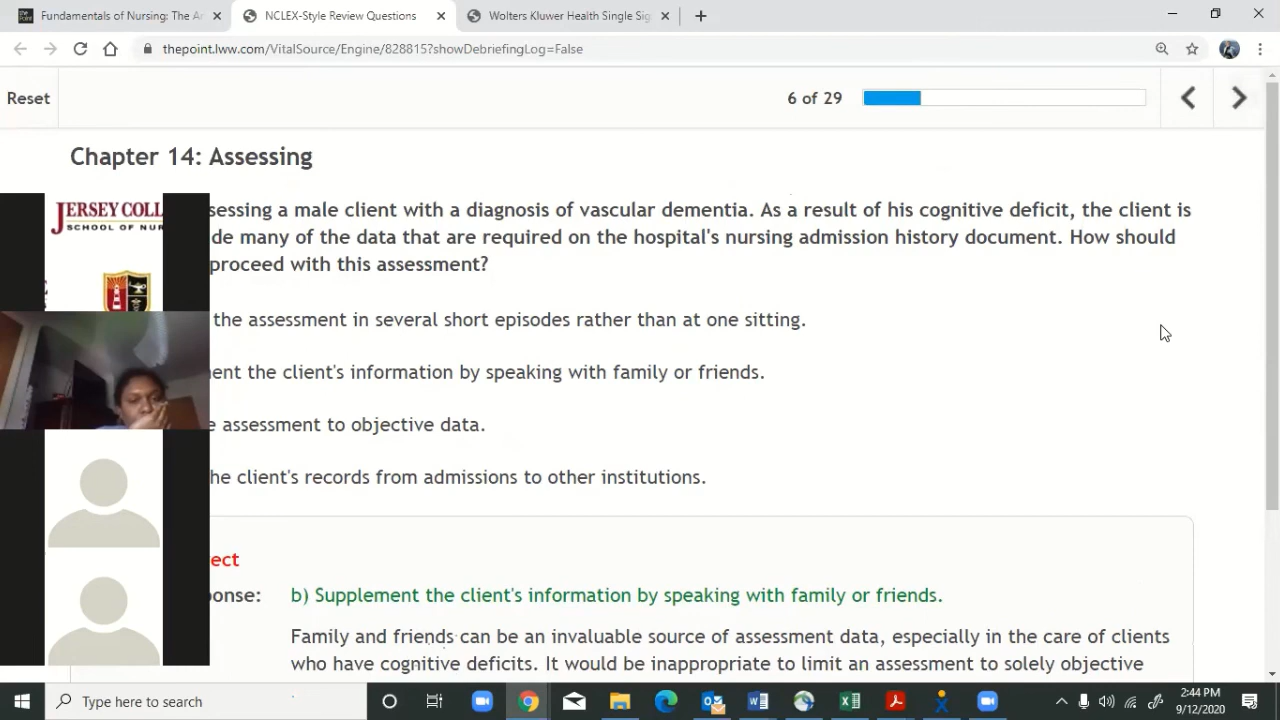 Fundamentals of Nursing: The Ar
NCLEX-Style Review Questions
Wolters Kluwer Health Single Sig
thepoint.lww.com/VitalSource/Engine/828815?showDebriefingLog=False
Reset
6 of 29
Chapter 14: Assessing
JERSEY COLL
SCHOOL OF NUR
sessing a male client with a diagnosis of vascular dementia. As a result of his cognitive deficit, the client is
de many of the data that are required on the hospital's nursing admission history document. How should
proceed with this assessment?
the assessment in several short episodes rather than at one sitting.
ent the client's information by speaking with family or friends.
e assessment to objective data.
he client's records from admissions to other institutions.
ect
onse: b) Supplement the client's information by speaking with family or friends.
Family and friends can be an invaluable source of assessment data, especially in the care of clients
who have cognitive deficits. It would be inappropriate to limit an assessment to solely objective
Type here to search
2:44 PM
9/12/2020